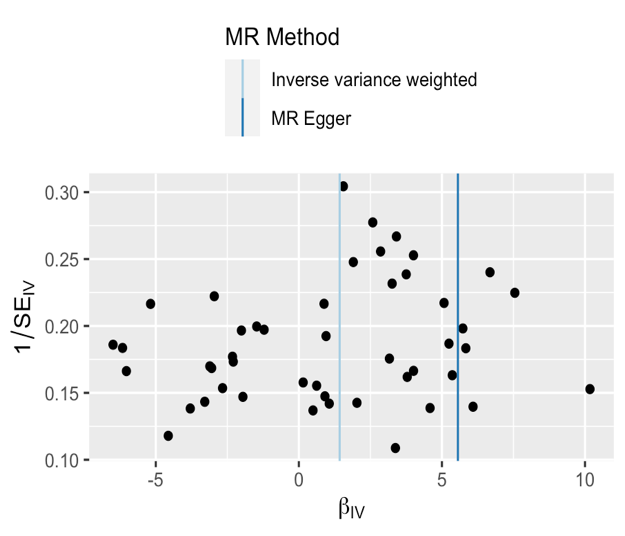 MR Method
Inverse variance weighted
MR Egger
0.30
0.25
0.20
0.15
0.10
1/SE_IV
-5 0 5 10
β_IV